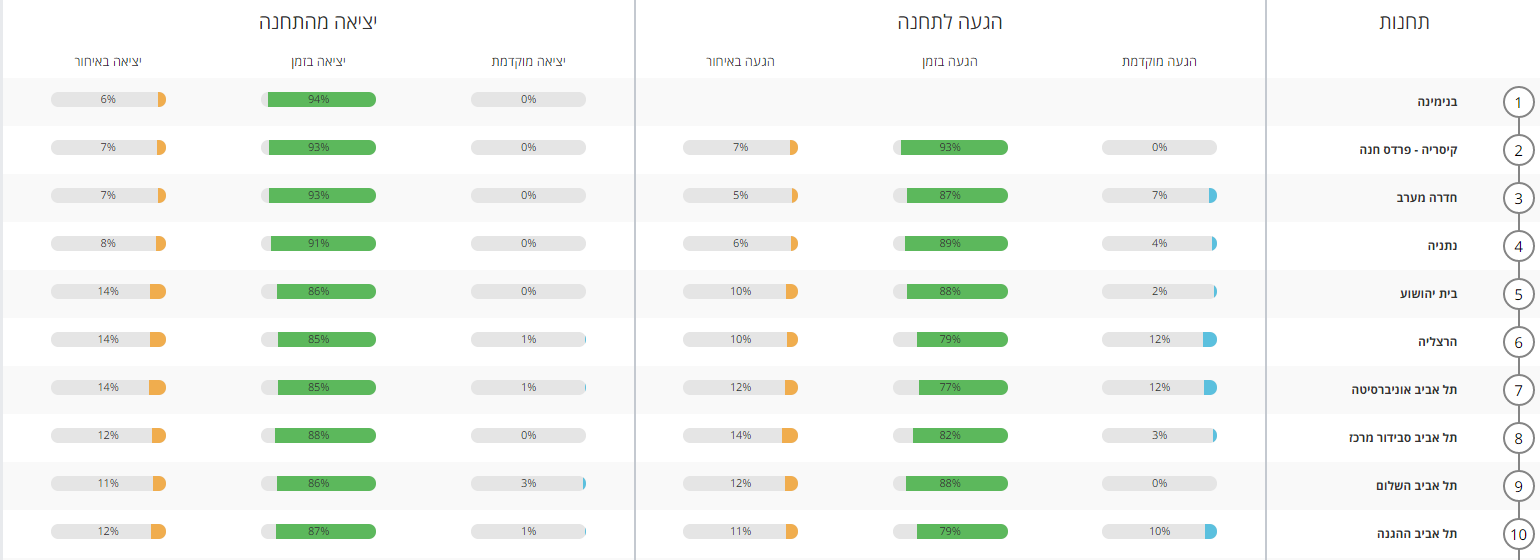 תחנות הגעה לתחנה יציאה מהתחנה
הגעה מוקדמת הגעה בזמן הגעה באיחור יציאה מוקדמת יציאה בזמן יציאה באיחור
1 בנימינה 0% 94% 6%
2 קיסריה - פרדס חנה 0% 93% 7% 0% 93% 7%
3 חדרה מערב 7% 87% 5% 0% 93% 7%
4 נתניה 4% 89% 6% 0% 91% 8%
5 בית יהושוע 2% 88% 10% 0% 86% 14%
6 הרצליה 12% 79% 10% 1% 85% 14%
7 תל אביב אוניברסיטה 12% 77% 12% 1% 85% 14%
8 תל אביב סבידור מרכז 3% 82% 14% 0% 88% 12%
9 תל אביב השלום 0% 88% 12% 3% 86% 11%
10 תל אביב ההגנה 10% 79% 11% 1% 87% 12%